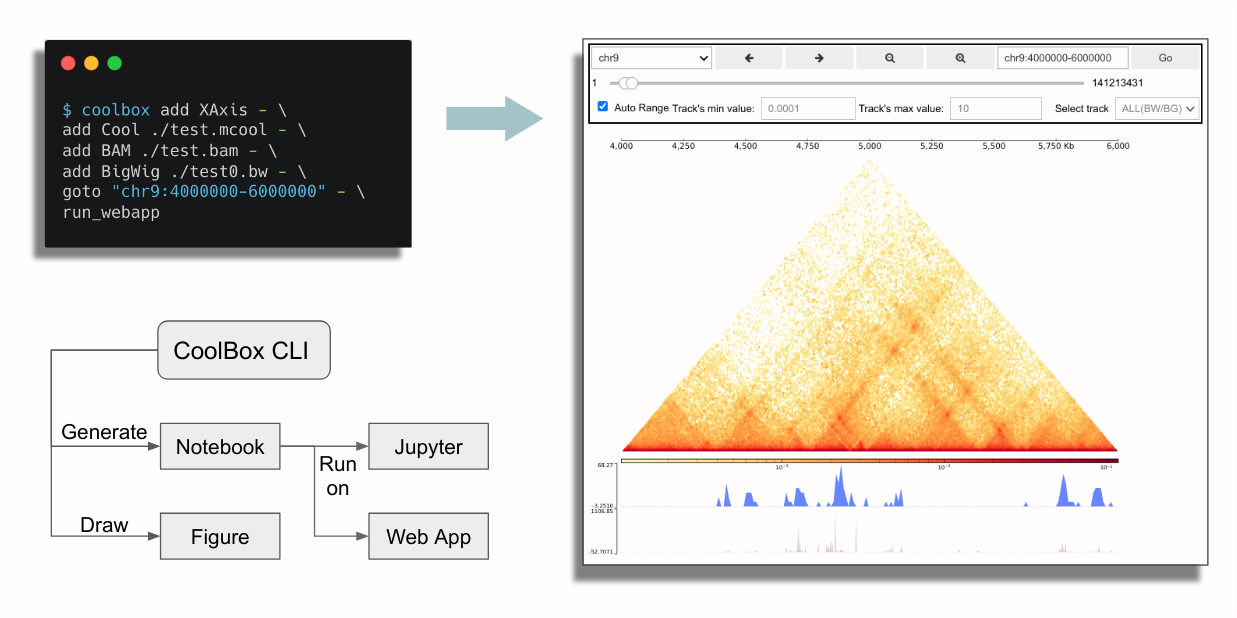 $ coolbox add XAxis - \
add Cool ./test.mcool - \
add BAM ./test.bam - \
add BigWig ./test0.bw - \
goto "chr9:4000000-6000000" - \
run_webapp
CoolBox CLI
Generate
Notebook
Jupyter
Run
on
Draw
Figure
Web App
chr9
chr9:4000000-6000000
Go
1
141213431
Auto Range
Track's min value:
0.0001
Track's max value:
10
Select track
ALL(BW/BG)
4,000
4,250
4,500
4,750
5,000
5,250
5,500
5,750 Kb
6,000
10⁻³
10⁻²
10⁻¹
68.27
-3.2510
1106.85
52.7071